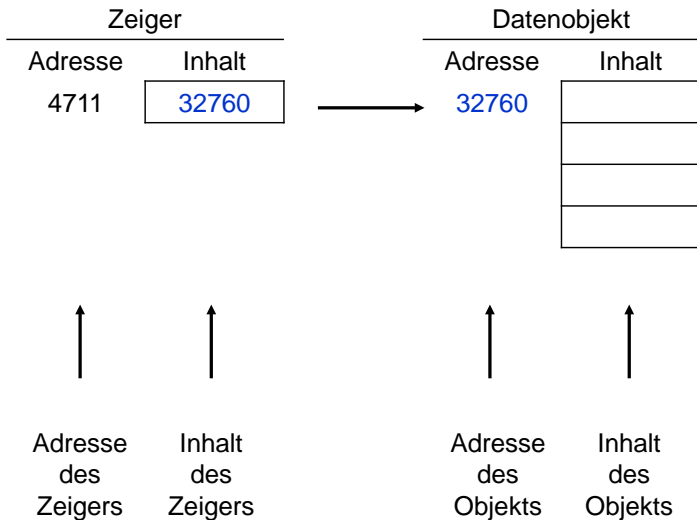 Zeiger Datenobjekt
Adresse Inhalt Adresse Inhalt
4711 32760 32760
Adresse Inhalt Adresse Inhalt
des des des des
Zeigers Zeigers Objekts Objekts